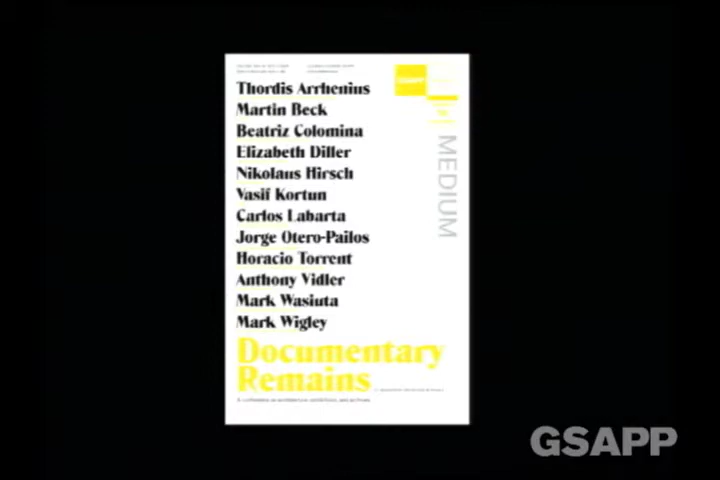 Thordis Arrhenius
Martin Beck
Beatriz Colomina
Elizabeth Diller
Nikolaus Hirsch
Vasif Kortun
Carlos Labarta
Jorge Otero-Pailos
Horacio Torrent
Anthony Vidler
Mark Wasiuta
Mark Wigley
Documentary
Remains
MEDIUM
GSAPP